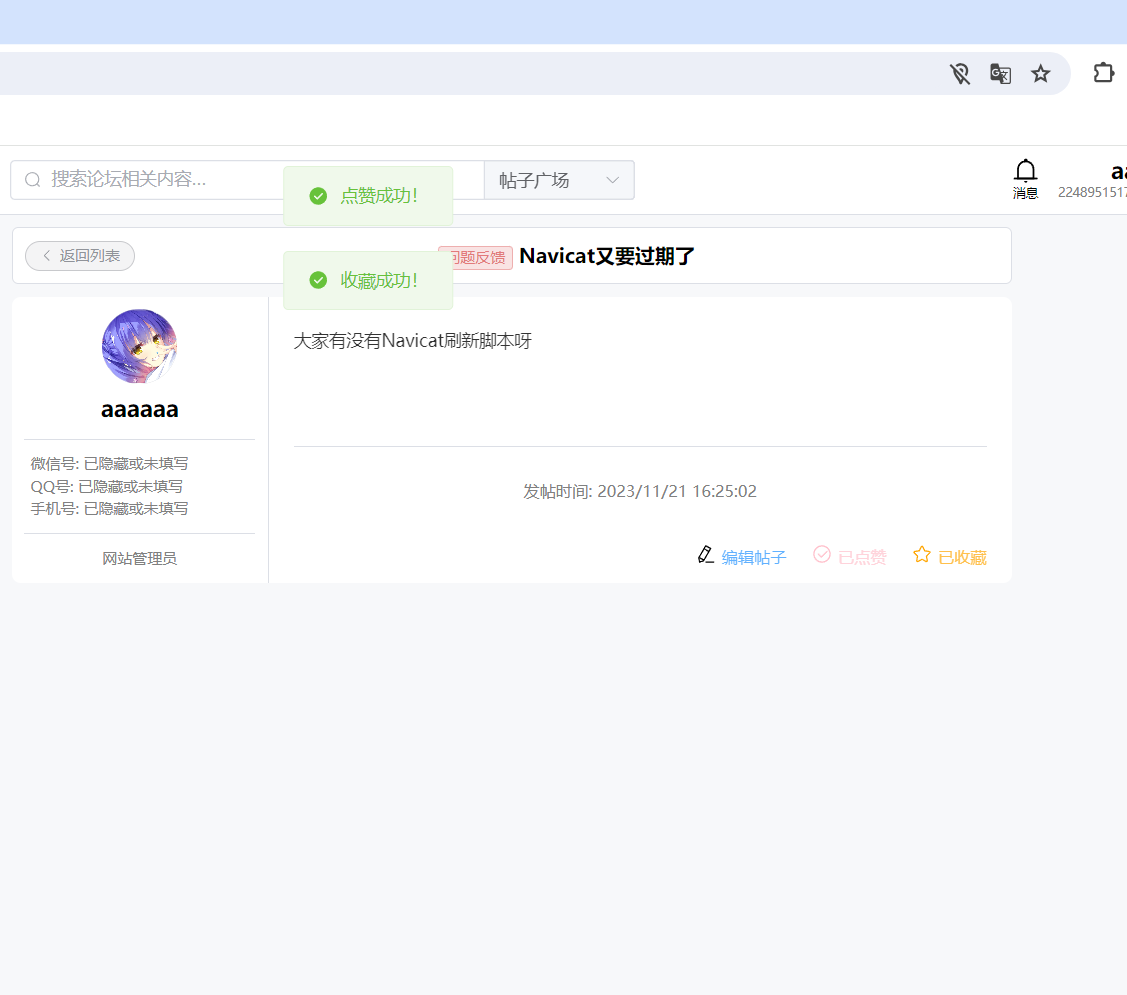 搜索论坛相关内容...
帖子广场
消息
点赞成功！
收藏成功！
返回列表
问题反馈 Navicat又要过期了
大家有没有Navicat刷新脚本呀
aaaaaa
微信号: 已隐藏或未填写
QQ号: 已隐藏或未填写
手机号: 已隐藏或未填写
网站管理员
发帖时间: 2023/11/21 16:25:02
编辑帖子
已点赞
已收藏